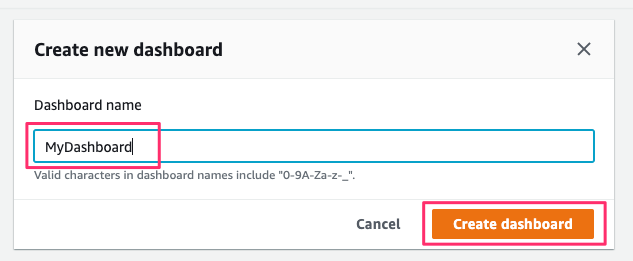 Create new dashboard
Dashboard name
MyDashboard
Valid characters in dashboard names include "0-9A-Za-z-_".
Cancel Create dashboard